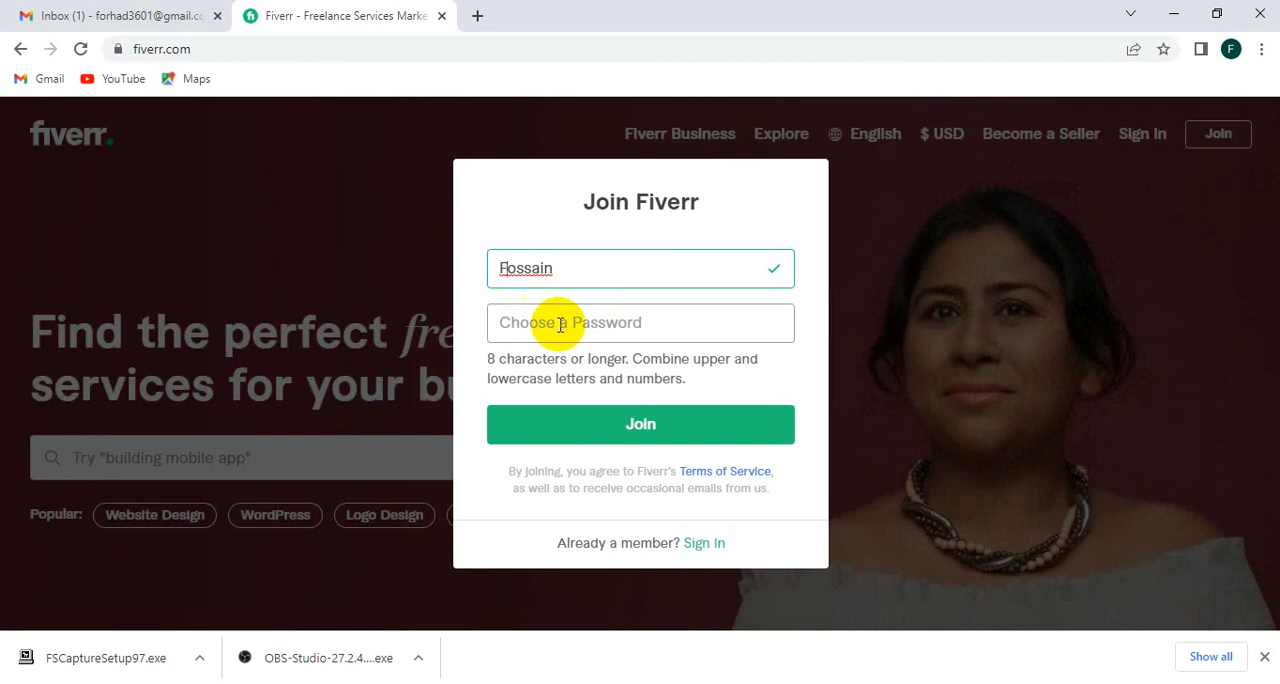 Inbox (1) - forhad3601@gmail.co
Fiverr - Freelance Services Marke
fiverr.com
F
Gmail
YouTube
Maps
fiverr.
Fiverr Business
Explore
English
$ USD
Become a Seller
Sign In
Join
Join Fiverr
Fossain
Choose a Password
8 characters or longer. Combine upper and
lowercase letters and numbers.
Join
By joining, you agree to Fiverr's Terms of Service,
as well as to receive occasional emails from us.
Already a member? Sign In
Find the perfect fre
services for your bu
Try "building mobile app"
Popular:
Website Design
WordPress
Logo Design
FSCaptureSetup97.exe
OBS-Studio-27.2.4....exe
Show all